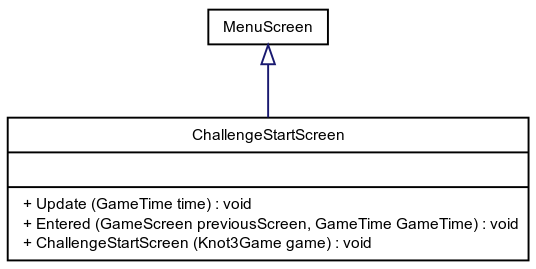 MenuScreen
ChallengeStartScreen
+ Update (GameTime time) : void
+ Entered (GameScreen previousScreen, GameTime GameTime) : void
+ ChallengeStartScreen (Knot3Game game) : void